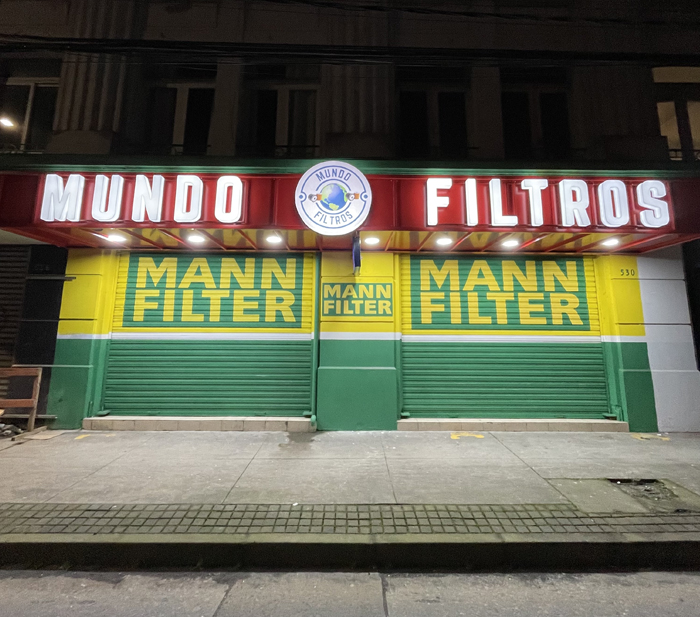 MUNDO FILTROS
MUNDO
FILTROS
MANN
FILTER
MANN
FILTER
MANN
FILTER
530